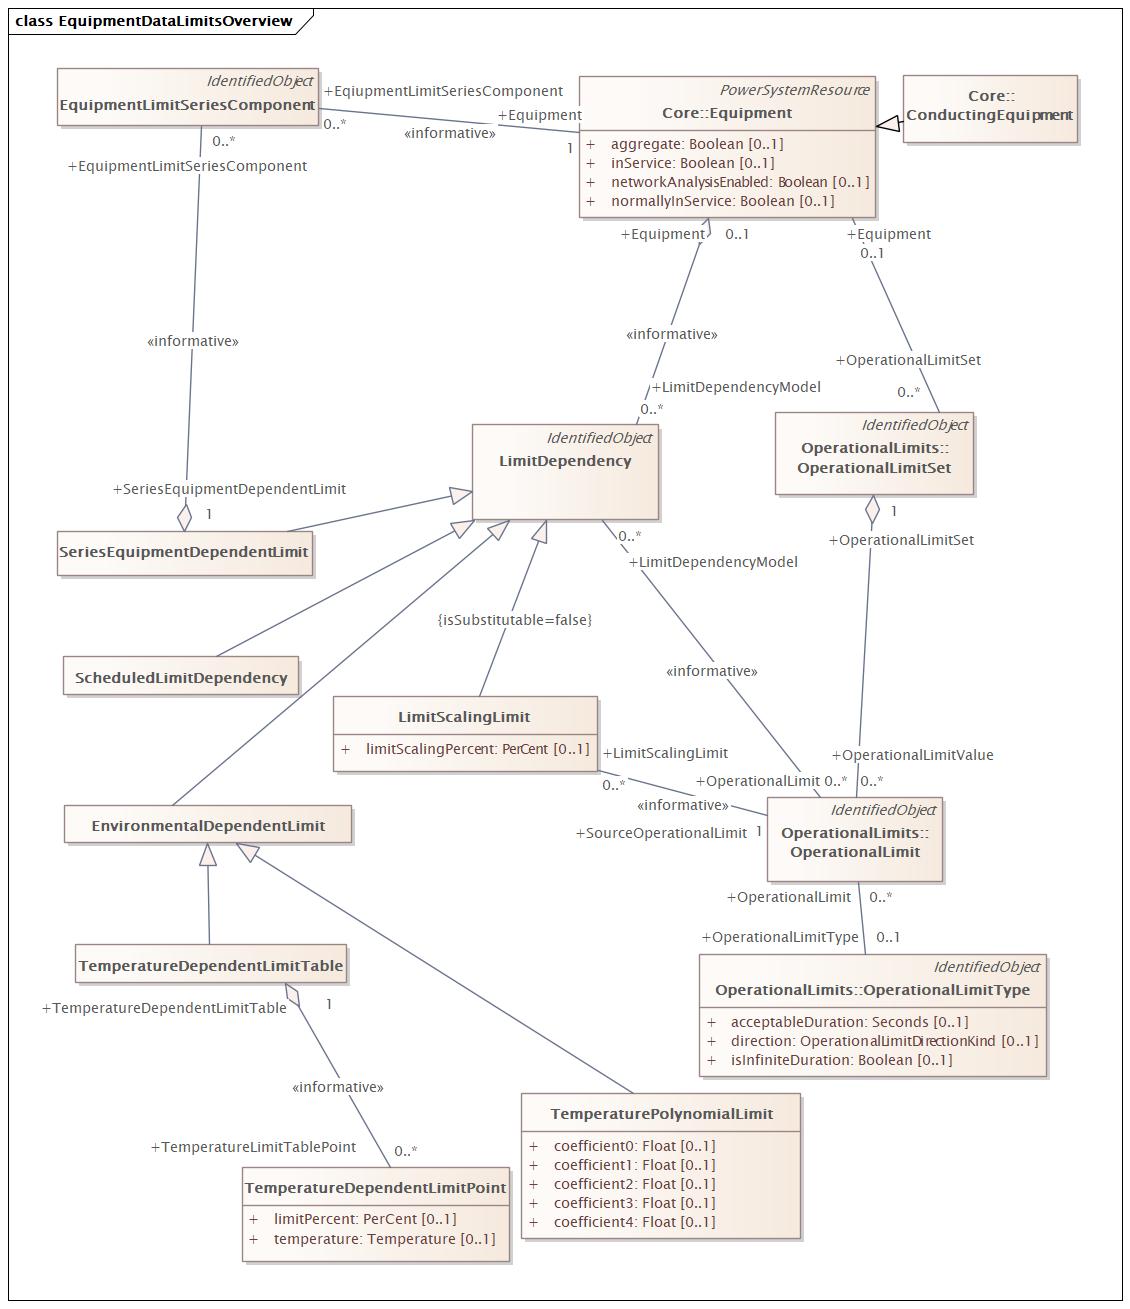 class EquipmentDataLimitsOverview
IdentifiedObject
EquipmentLimitSeriesComponent
+EqiupmentLimitSeriesComponent
0..*
«informative»
+Equipment
1
PowerSystemResource
Core::Equipment
+ aggregate: Boolean [0..1]
+ inService: Boolean [0..1]
+ networkAnalysisEnabled: Boolean [0..1]
+ normallyInService: Boolean [0..1]
Core::
ConductingEquipment
0..*
+EquipmentLimitSeriesComponent
«informative»
+SeriesEquipmentDependentLimit
1
+Equipment 0..1
«informative»
+LimitDependencyModel
0..*
+Equipment
0..1
+OperationalLimitSet
0..*
IdentifiedObject
LimitDependency
IdentifiedObject
OperationalLimits::
OperationalLimitSet
1
+OperationalLimitSet
SeriesEquipmentDependentLimit
0..*
+LimitDependencyModel
{isSubstitutable=false}
«informative»
ScheduledLimitDependency
LimitScalingLimit
+ limitScalingPercent: PerCent [0..1]
+LimitScalingLimit
0..*
«informative»
+SourceOperationalLimit 1
+OperationalLimit 0..*
+OperationalLimitValue
0..*
IdentifiedObject
OperationalLimits::
OperationalLimit
EnvironmentalDependentLimit
+OperationalLimit 0..*
+OperationalLimitType 0..1
TemperatureDependentLimitTable
+TemperatureDependentLimitTable 1
IdentifiedObject
OperationalLimits::OperationalLimitType
+ acceptableDuration: Seconds [0..1]
+ direction: OperationalLimitDirectionKind [0..1]
+ isInfiniteDuration: Boolean [0..1]
«informative»
+TemperatureLimitTablePoint 0..*
TemperaturePolynomialLimit
+ coefficient0: Float [0..1]
+ coefficient1: Float [0..1]
+ coefficient2: Float [0..1]
+ coefficient3: Float [0..1]
+ coefficient4: Float [0..1]
TemperatureDependentLimitPoint
+ limitPercent: PerCent [0..1]
+ temperature: Temperature [0..1]